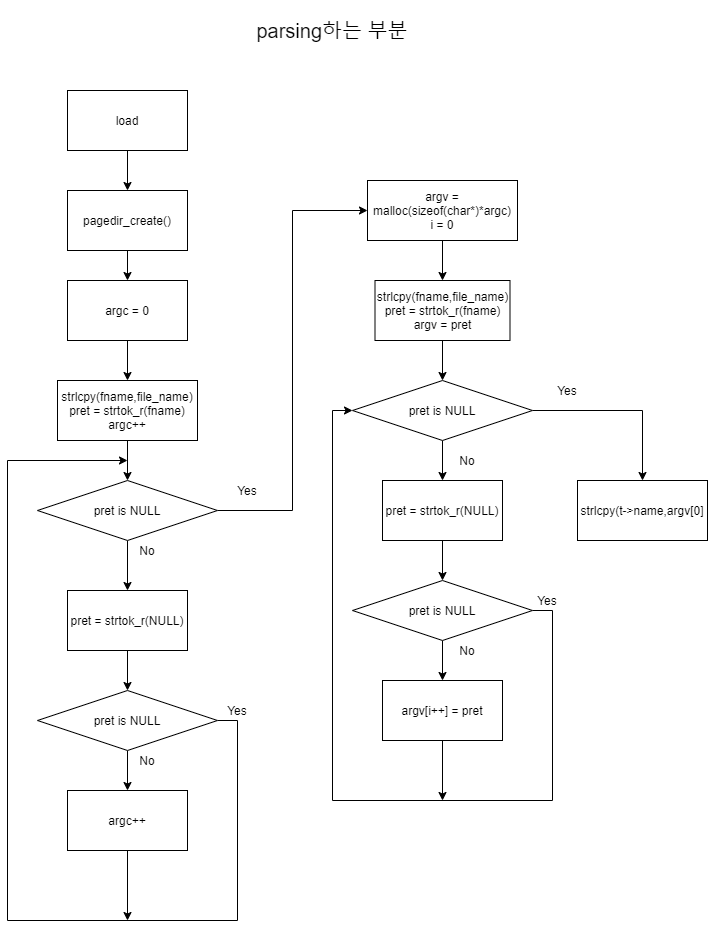 parsing하는 부분
load
pagedir_create()
argc = 0
strlcpy(fname,file_name)
pret = strtok_r(fname)
argc++
pret is NULL
Yes
No
pret = strtok_r(NULL)
pret is NULL
Yes
No
argc++
argv =
malloc(sizeof(char*)*argc)
i = 0
strlcpy(fname,file_name)
pret = strtok_r(fname)
argv = pret
pret is NULL
Yes
No
strlcpy(t->name,argv[0]
pret = strtok_r(NULL)
pret is NULL
Yes
No
argv[i++] = pret